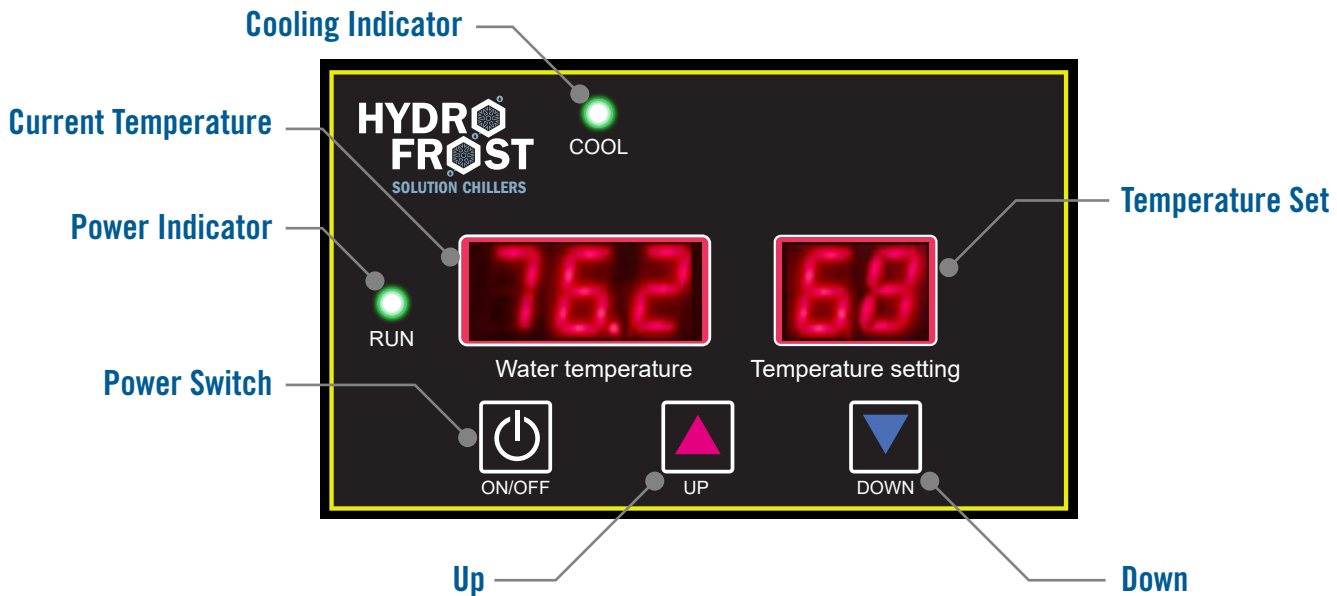 Cooling Indicator
HYDRO
FROST
SOLUTION CHILLERS
COOL
Current Temperature
Temperature Set
Power Indicator
76.2
68
RUN
Water temperature
Temperature setting
Power Switch
ON/OFF
UP
DOWN
Up
Down